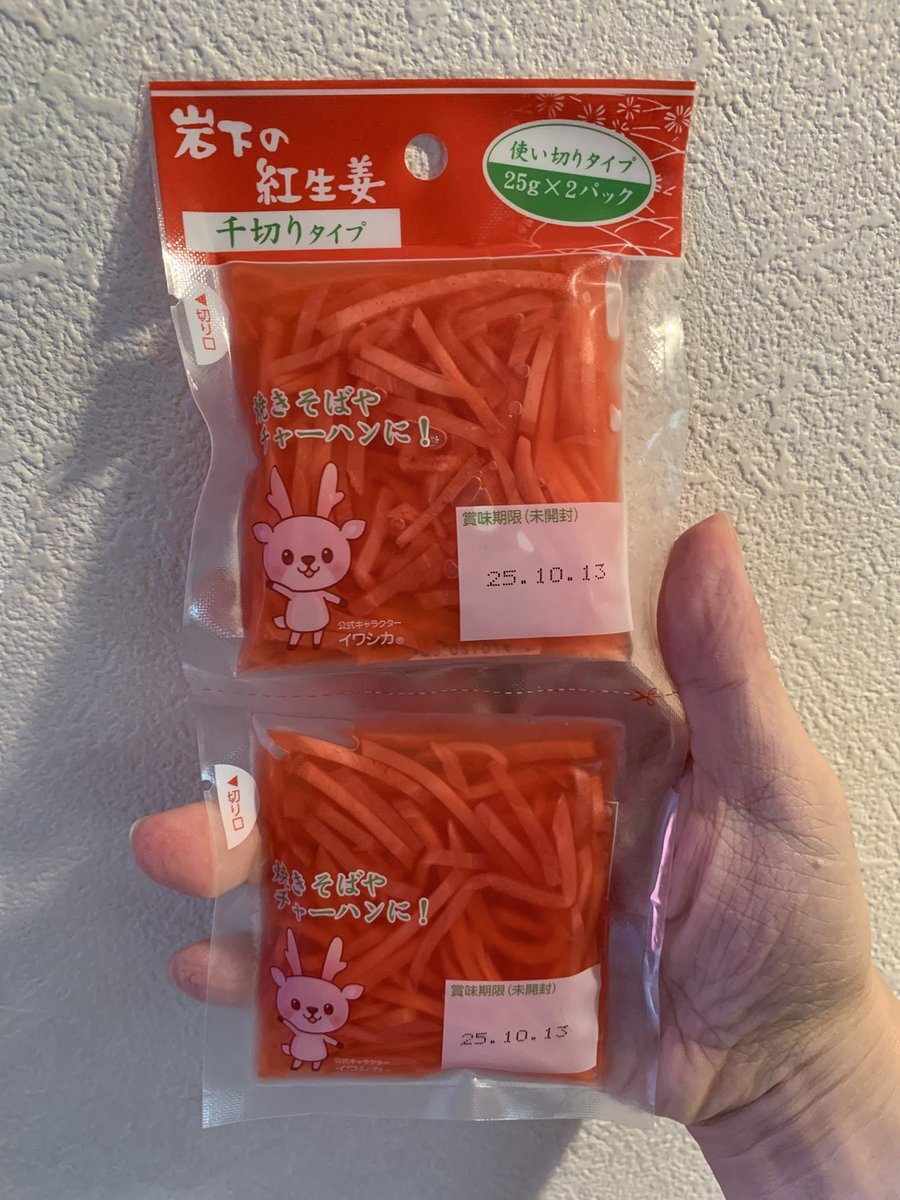 岩下の
紅生姜
千切りタイプ
使い切りタイプ
25g×2パック
◀切り口
焼きそばや
チャーハンに!
賞味期限(未開封)
25.10.13
公式キャラクター
イワシカ®
◀切り口
焼きそばや
チャーハンに!
賞味期限(未開封)
25.10.13
公式キャラクター
イワシカ